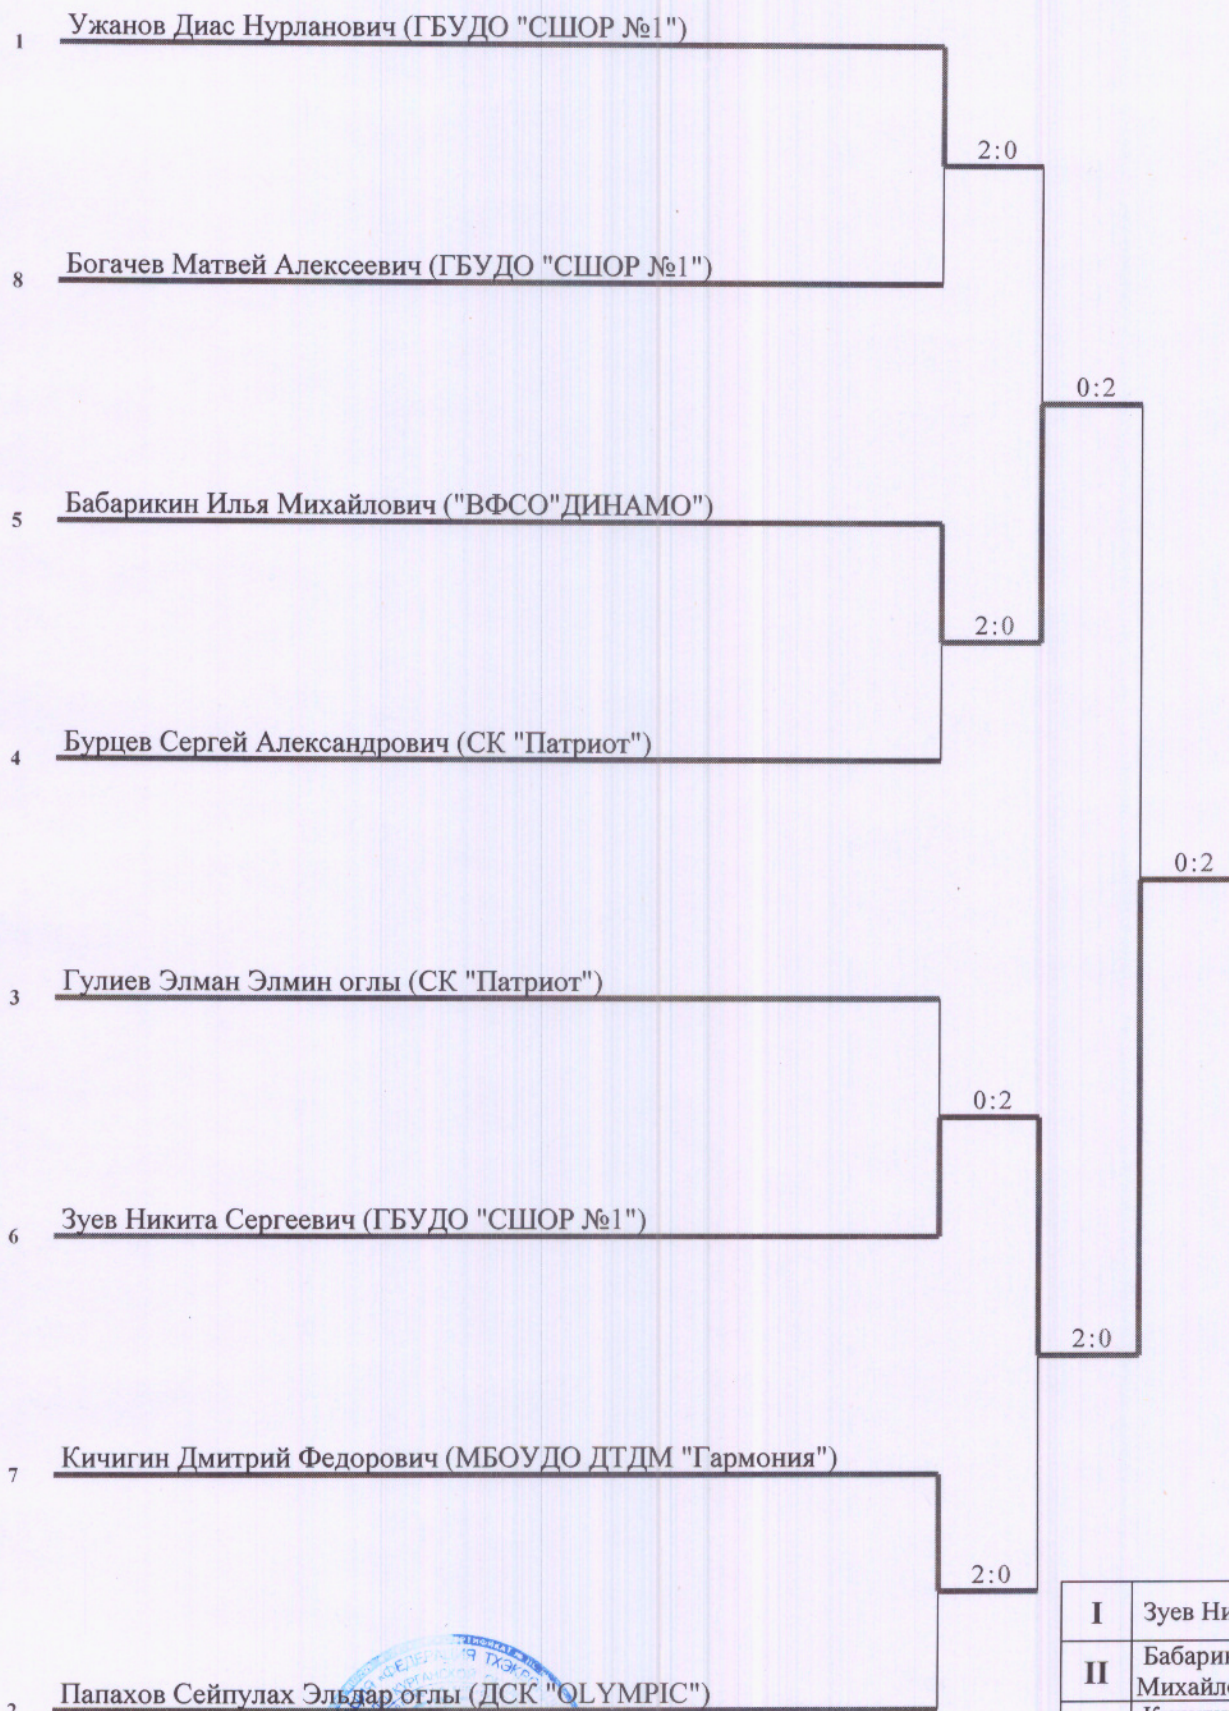 1 Ужанов Диас Нурланович (ГБУДО "СШОР №1")
2:0
8 Богачев Матвей Алексеевич (ГБУДО "СШОР №1")
0:2
5 Бабарикин Илья Михайлович ("ВФСО"ДИНАМО")
2:0
4 Бурцев Сергей Александрович (СК "Патриот")
0:2
3 Гулиев Элман Элмин оглы (СК "Патриот")
0:2
6 Зуев Никита Сергеевич (ГБУДО "СШОР №1")
2:0
7 Кичигин Дмитрий Федорович (МБОУДО ДТДМ "Гармония")
2:0
Папахов Сейпулах Эльдар оглы (ДСК "OLYMPIC")
I Зуев
II